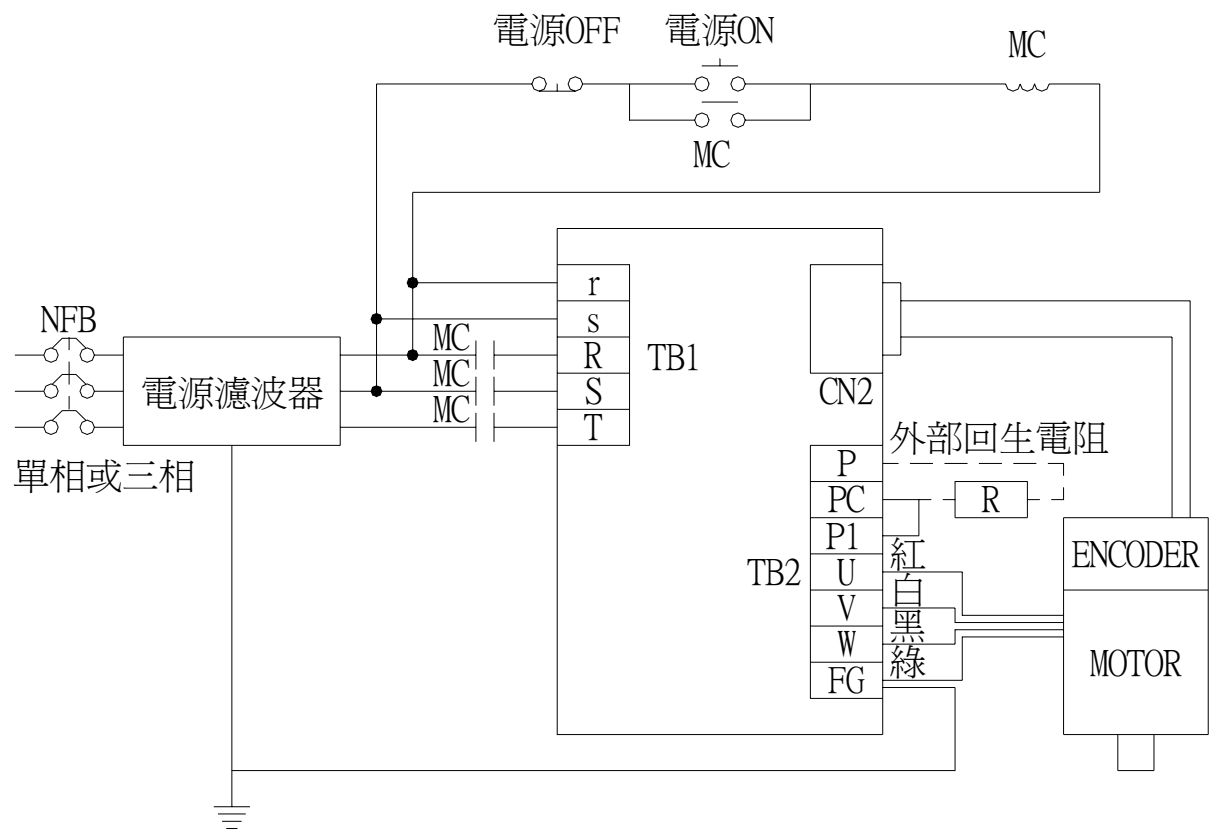 電源OFF
電源ON
MC
MC
r
s
R
S
T
TB1
NFB
MC
MC
MC
電源濾波器
單相或三相
CN2
外部回生電阻
P
PC
P1
U
V
W
FG
R
TB2
紅
白
黑
綠
ENCODER
MOTOR